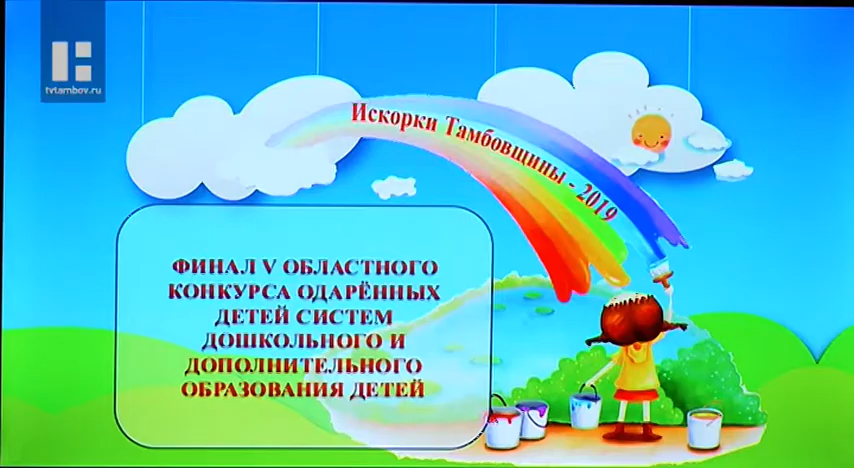 tvtambov.ru
Искорки Тамбовщины - 2019
ФИНАЛ V ОБЛАСТНОГО
КОНКУРСА ОДАРЁННЫХ
ДЕТЕЙ СИСТЕМ
ДОШКОЛЬНОГО И
ДОПОЛНИТЕЛЬНОГО
ОБРАЗОВАНИЯ ДЕТЕЙ